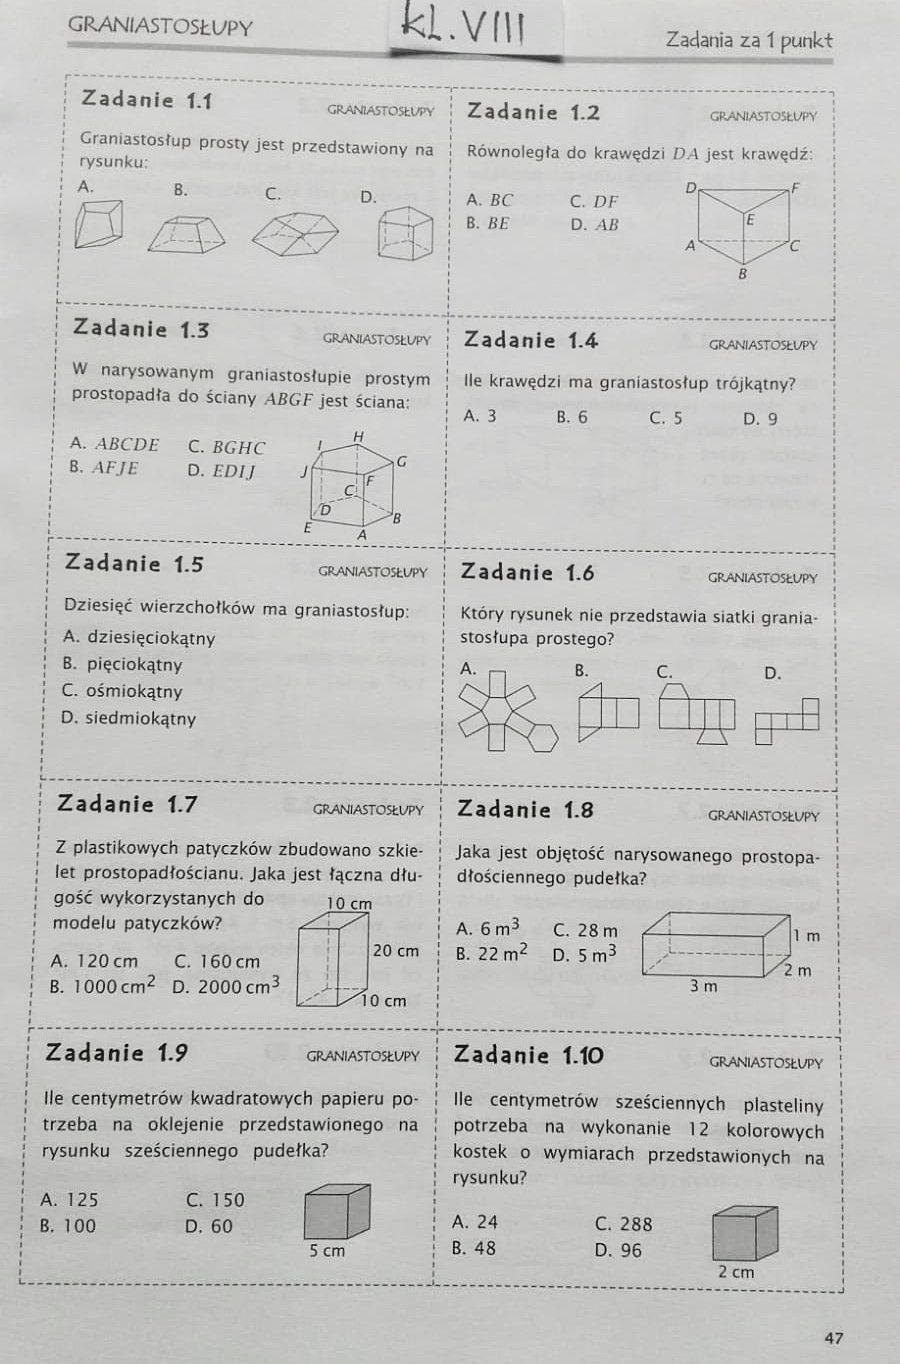 GRANIASTOSŁUPY
kL. VIII
Zadania za 1 punkt
Zadanie 1.1
GRANIASTOSŁUPY
Graniastosłup prosty jest przedstawiony na
rysunku:
A. B. C. D.
Zadanie 1.2
GRANIASTOSŁUPY
Równoległa do krawędzi DA jest krawędź:
A. BC C. DF
B. BE D. AB
D F
E
A C
B
Zadanie 1.3
GRANIASTOSŁUPY
W narysowanym graniastosłupie prostym
prostopadła do ściany ABGF jest ściana:
A. ABCDE C. BGHC
B. AFJE D. EDIJ
I H
G
J F
C
D B
E
A
Zadanie 1.4
GRANIASTOSŁUPY
Ile krawędzi ma graniastosłup trójkątny?
A. 3 B. 6 C. 5 D. 9
Zadanie 1.5
GRANIASTOSŁUPY
Dziesięć wierzchołków ma graniastosłup:
A. dziesięciokątny
B. pięciokątny
C. ośmiokątny
D. siedmiokątny
Zadanie 1.6
GRANIASTOSŁUPY
Który rysunek nie przedstawia siatki grania-
stosłupa prostego?
A. B. C. D.
Zadanie 1.7
GRANIASTOSŁUPY
Z plastikowych patyczków zbudowano szkie-
let prostopadłościanu. Jaka jest łączna dłu-
gość wykorzystanych do
modelu patyczków?
A. 120 cm C. 160 cm
B. 1000 cm² D. 2000 cm³
10 cm
20 cm
10 cm
Zadanie 1.8
GRANIASTOSŁUPY
Jaka jest objętość narysowanego prostopa-
dłościennego pudełka?
A. 6 m³ C. 28 m
B. 22 m² D. 5 m³
1 m
2 m
3 m
Zadanie 1.9
GRANIASTOSŁUPY
Ile centymetrów kwadratowych papieru po-
trzeba na oklejenie przedstawionego na
rysunku sześciennego pudełka?
A. 125 C. 150
B. 100 D. 60
5 cm
Zadanie 1.10
GRANIASTOSŁUPY
Ile centymetrów sześciennych plasteliny
potrzeba na wykonanie 12 kolorowych
kostek o wymiarach przedstawionych na
rysunku?
A. 24 C. 288
B. 48 D. 96
2 cm
47